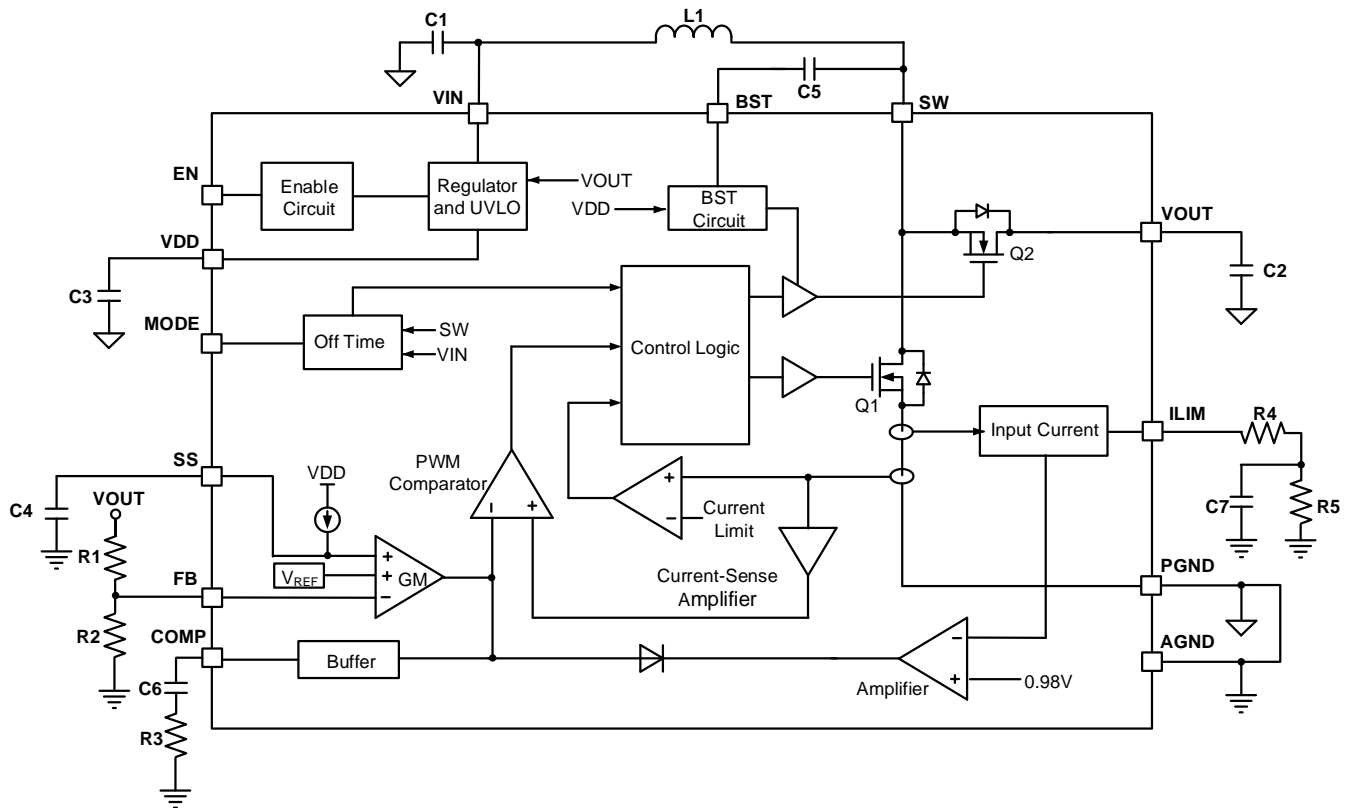 C1
L1
C5
VIN
BST
SW
EN
Enable
Circuit
Regulator
and UVLO
VOUT
VDD
BST
Circuit
VOUT
Q2
C2
VDD
C3
MODE
Off Time
SW
VIN
Control Logic
Q1
Input Current
ILIM
R4
C7
R5
SS
VDD
PWM
Comparator
+
−
Current
Limit
C4
VOUT
R1
− +
VREF
+
+
−
GM
FB
Current-Sense
Amplifier
PGND
R2
COMP
Buffer
−
+
Amplifier
0.98V
AGND
C6
R3